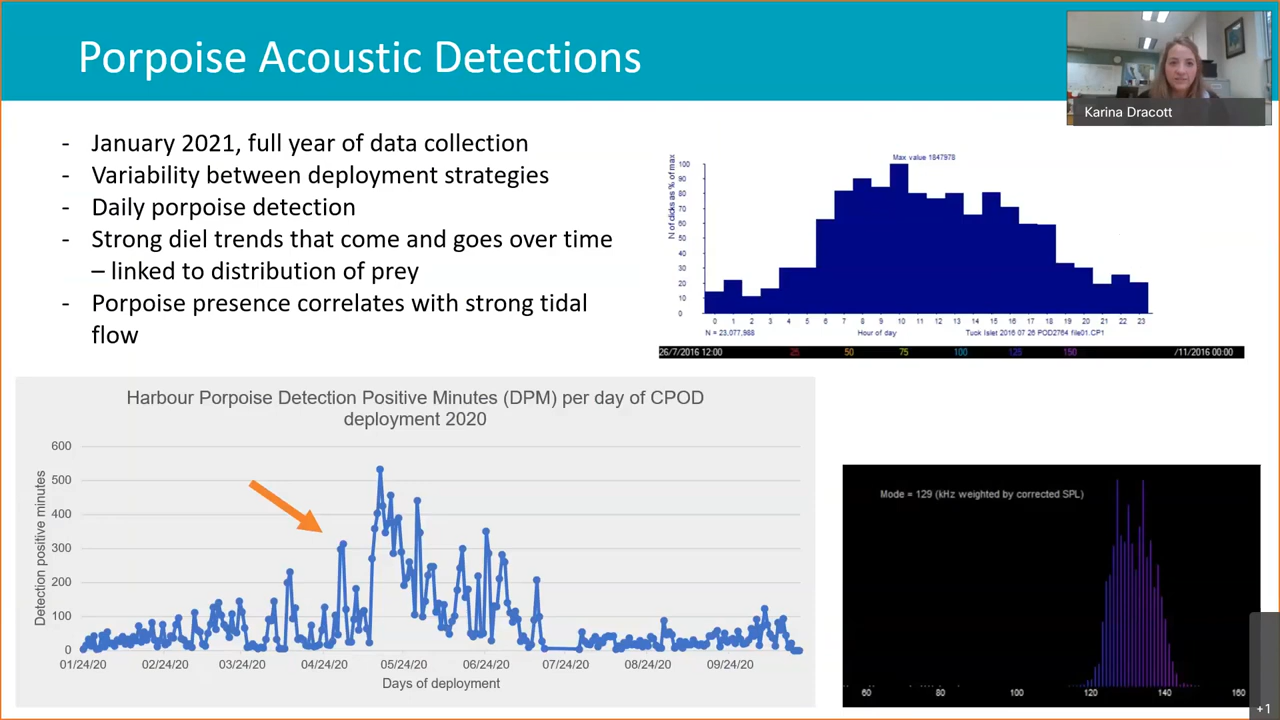 Porpoise Acoustic Detections
Karina Dracott
- January 2021, full year of data collection
- Variability between deployment strategies
- Daily porpoise detection
- Strong diel trends that come and goes over time
– linked to distribution of prey
- Porpoise presence correlates with strong tidal
flow
Max value 1847978
N of clicks as % of max
100
90
80
70
60
50
40
30
20
10
0
0 1 2 3 4 5 6 7 8 9 10 11 12 13 14 15 16 17 18 19 20 21 22 23
N = 23,077,988 Hour of day Tuck Islet 2016 07 26 POD2764 file01.CP1
26/7/2016 12:00 25 50 75 100 125 150 /11/2016 00:00
Harbour Porpoise Detection Positive Minutes (DPM) per day of CPOD
deployment 2020
Detection positive minutes
600
500
400
300
200
100
0
01/24/20 02/24/20 03/24/20 04/24/20 05/24/20 06/24/20 07/24/20 08/24/20 09/24/20
Days of deployment
Mode = 129 (kHz weighted by corrected SPL)
60 80 100 120 140 160
+1